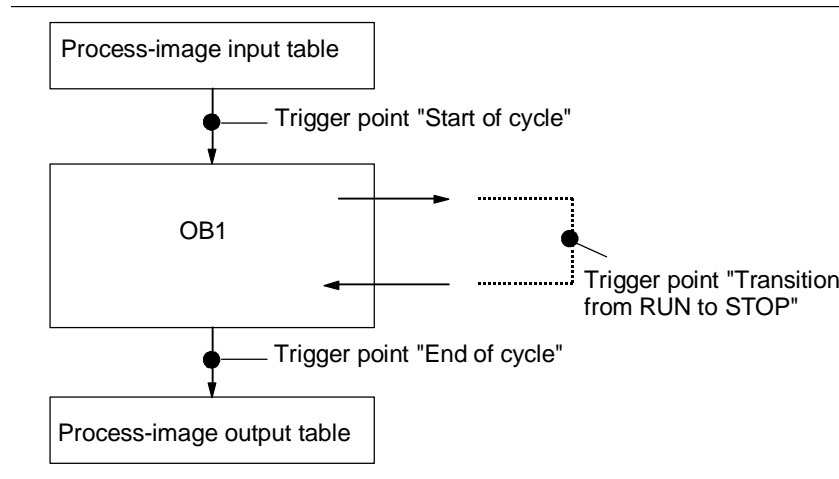 Process-image input table
Trigger point "Start of cycle"
OB1
Trigger point "Transition
from RUN to STOP"
Trigger point "End of cycle"
Process-image output table